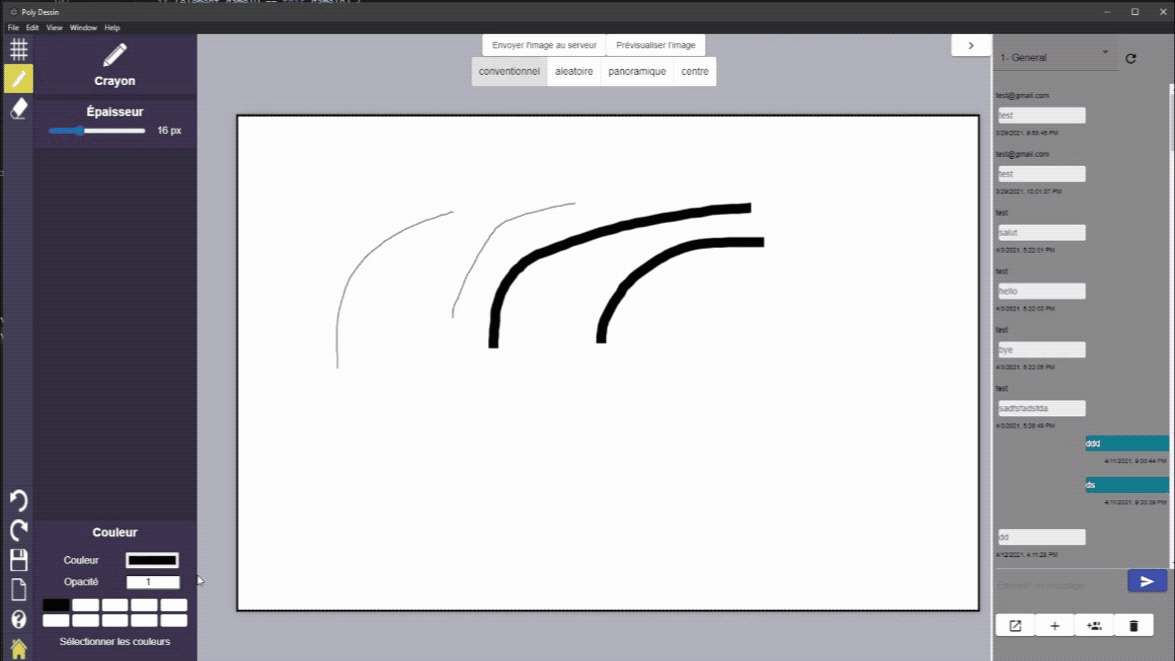 Poly Dessin
File Edit View Window Help
Crayon
Épaisseur
16 px
Envoyer l'image au serveur
Prévisualiser l'image
conventionnel
aleatoire
panoramique
centre
Couleur
Couleur
Opacité
1
Sélectionner les couleurs
1- General
test@gmail.com
test
3/29/2021, 9:58:46 PM
test@gmail.com
test
3/29/2021, 10:01:37 PM
test
salut
4/3/2021, 5:22:01 PM
test
hello
4/3/2021, 5:22:03 PM
test
bye
4/3/2021, 5:22:05 PM
test
sadfsfadsfda
4/3/2021, 5:28:48 PM
ddd
4/11/2021, 9:00:44 PM
ds
4/11/2021, 9:33:39 PM
dd
4/12/2021, 4:11:25 PM
Envoyer un message